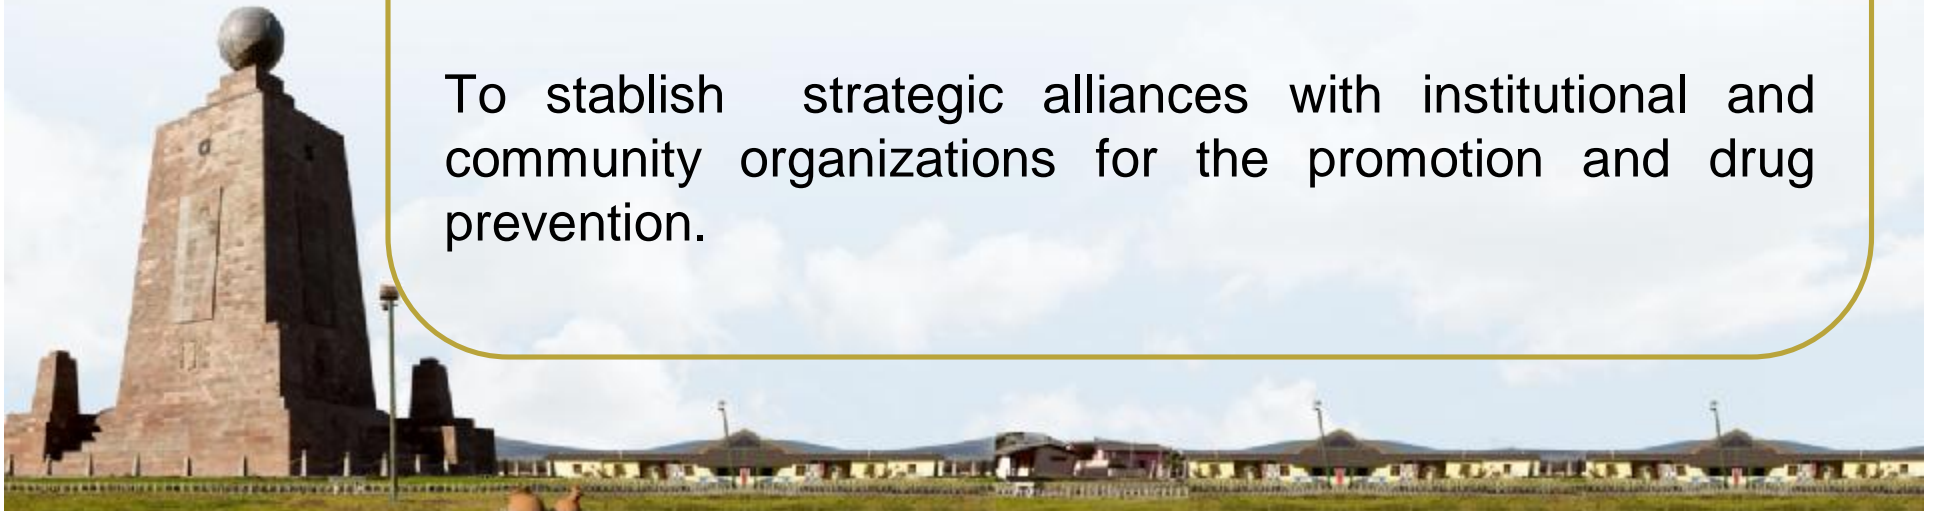 To stablish strategic alliances with institutional and
community organizations for the promotion and drug
prevention.